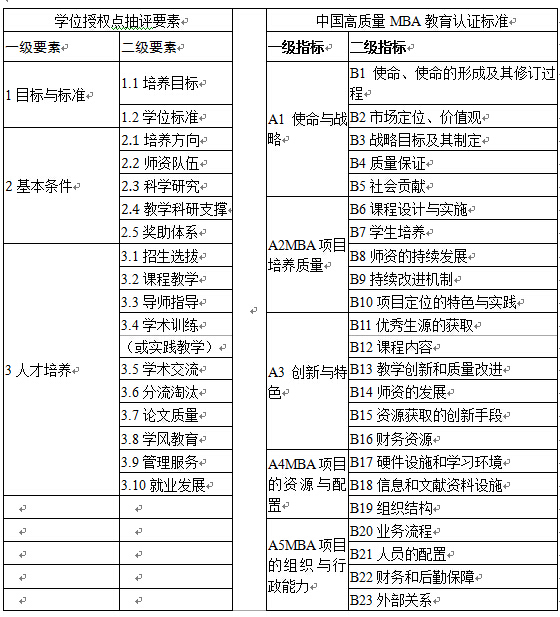 学位授权点抽评要素
一级要素
二级要素
1 目标与标准
1.1 培养目标
1.2 学位标准
2 基本条件
2.1 培养方向
2.2 师资队伍
2.3 科学研究
2.4 教学科研支撑
2.5 奖助体系
3 人才培养
3.1 招生选拔
3.2 课程教学
3.3 导师指导
3.4 学术训练
（或实践教学）
3.5 学术交流
3.6 分流淘汰
3.7 论文质量
3.8 学风教育
3.9 管理服务
3.10 就业发展
中国高质量 MBA 教育认证标准
一级指标
二级指标
A1 使命与战
略
B1 使命、使命的形成及其修订过
程
B2 市场定位、价值观
B3 战略目标及其制定
B4 质量保证
B5 社会贡献
A2MBA 项目
培养质量
B6 课程设计与实施
B7 学生培养
B8 师资的持续发展
B9 持续改进机制
B10 项目定位的特色与实践
A3 创新与特
色
B11 优秀生源的获取
B12 课程内容
B13 教学创新和质量改进
B14 师资的发展
B15 资源获取的创新手段
B16 财务资源
A4MBA 项目
的资源与配
置
B17 硬件设施和学习环境
B18 信息和文献资料设施
B19 组织结构
A5MBA 项目
的组织与行
政能力
B20 业务流程
B21 人员的配置
B22 财务和后勤保障
B23 外部关系